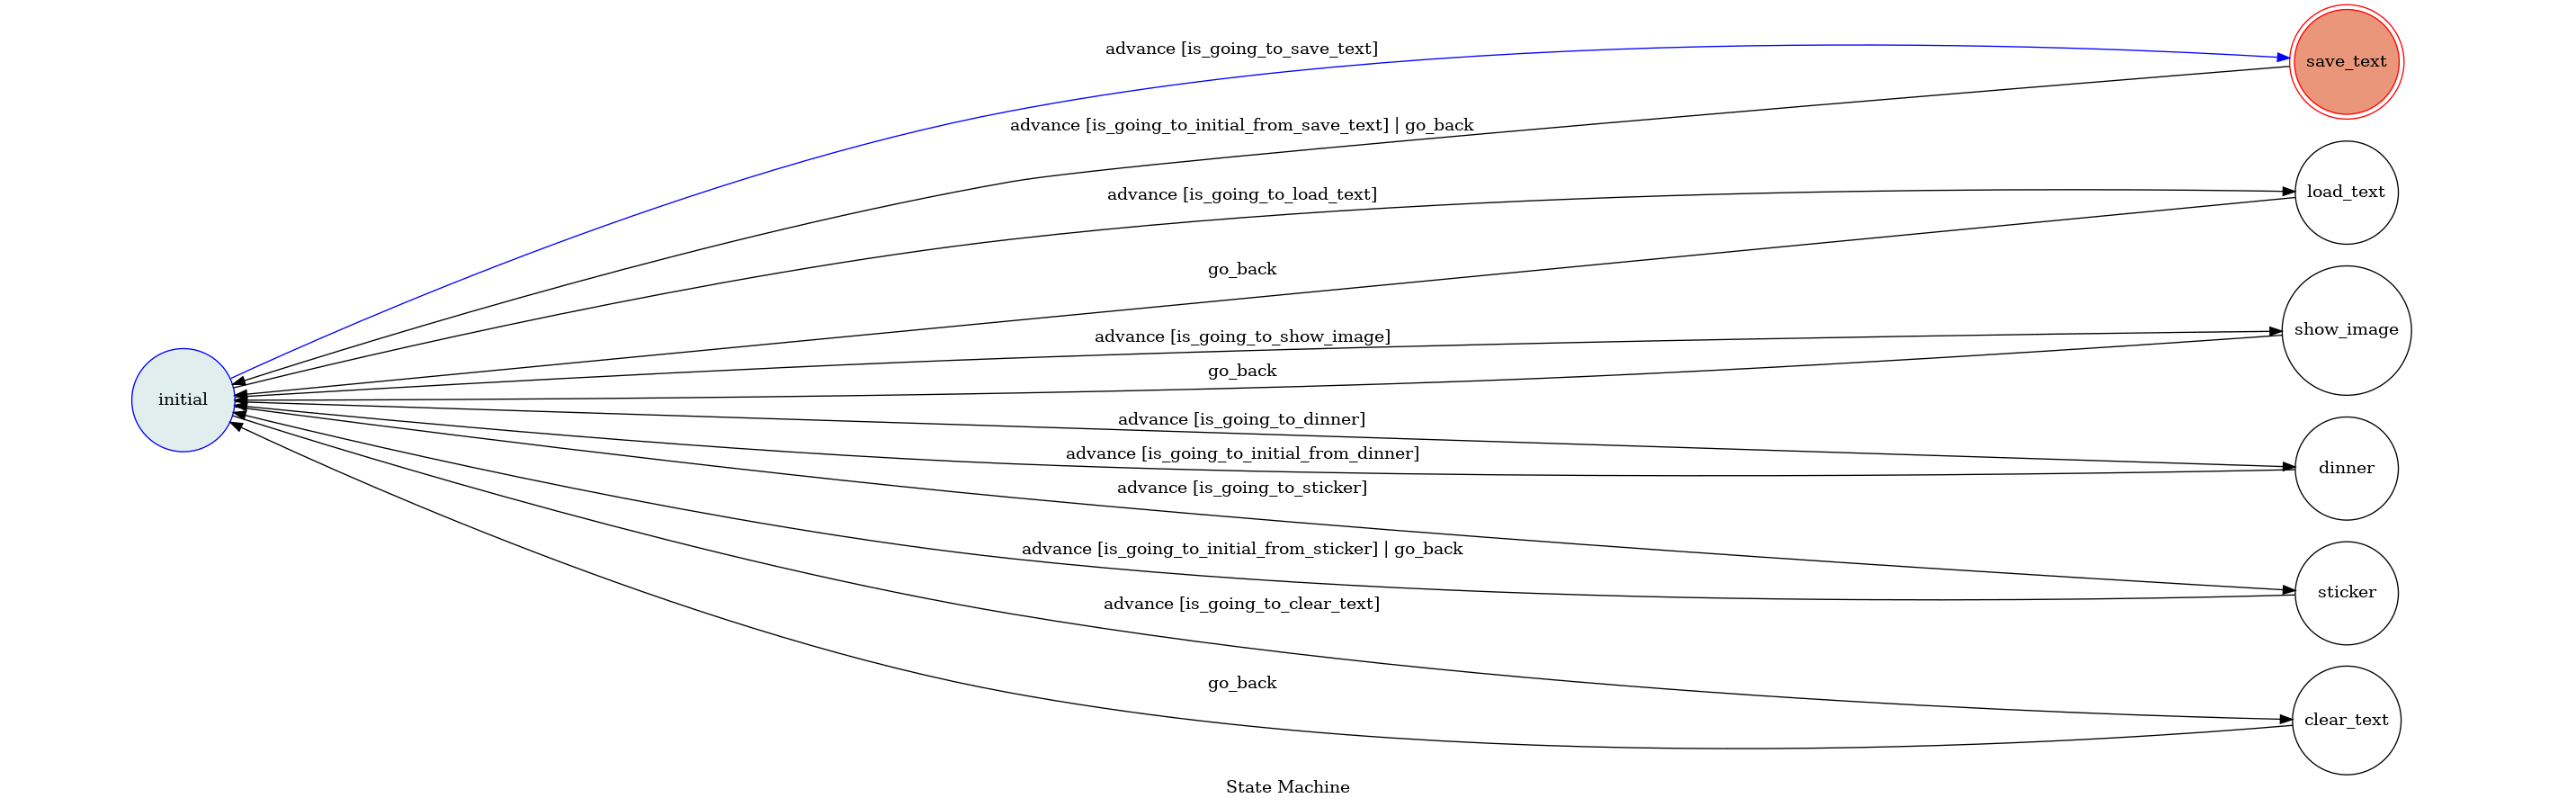 advance [is_going_to_save_text]
save_text
advance [is_going_to_initial_from_save_text] | go_back
advance [is_going_to_load_text]
load_text
go_back
advance [is_going_to_show_image]
show_image
go_back
initial
advance [is_going_to_dinner]
advance [is_going_to_initial_from_dinner]
dinner
advance [is_going_to_sticker]
advance [is_going_to_initial_from_sticker] | go_back
sticker
advance [is_going_to_clear_text]
go_back
clear_text
State Machine